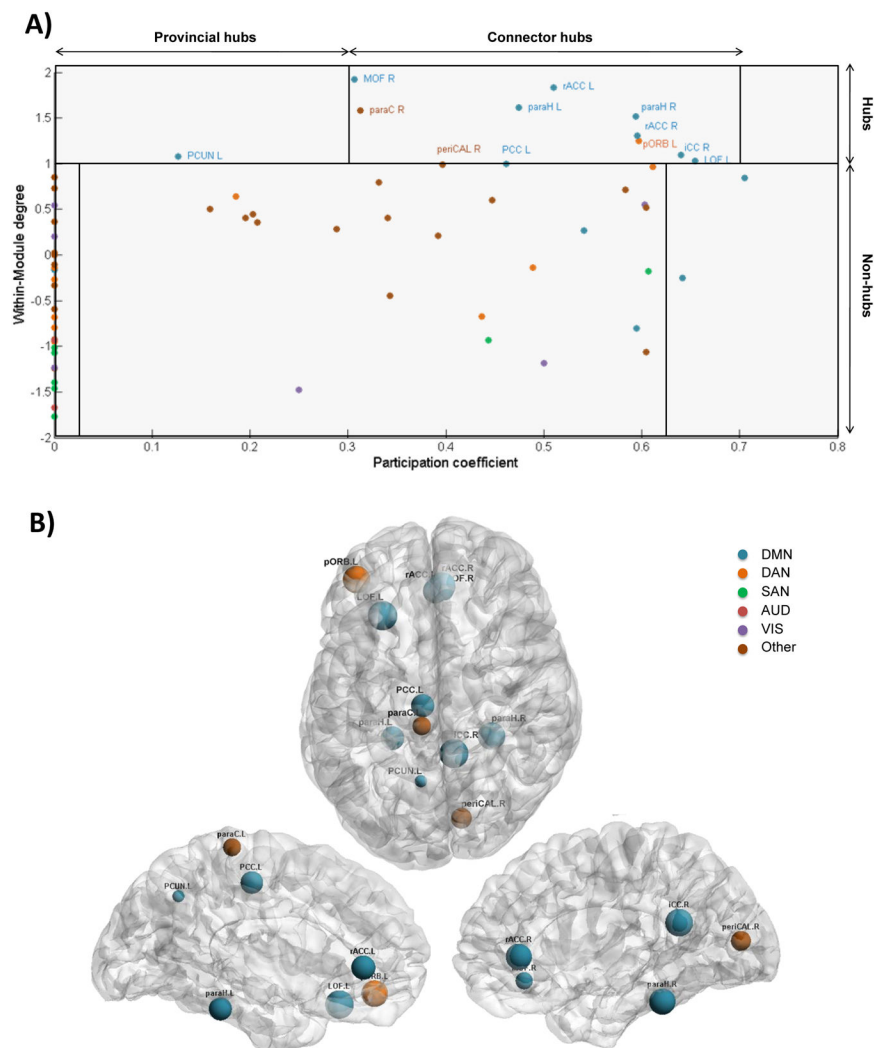 A)
Provincial hubs
Connector hubs
Hubs
Non-hubs
Within-Module degree
2
1.5
1
0.5
0
-0.5
-1
-1.5
-2
MOF R
rACC L
paraC R
paraH L
paraH R
rACC R
periCAL R
PCC L
pORB L
iCC R
LOF L
PCUN L
0
0.1
0.2
0.3
0.4
0.5
0.6
0.7
0.8
Participation coefficient
B)
pORB.L
rACC.R
LOF.L
PCC.L
paraH.L
paraH.R
iCC.R
PCUN.L
periCAL.R
DMN
DAN
SAN
AUD
VIS
Other
paraC.L
PCC.L
PCUN.L
rACC.L
LOF.L
paraH.L
iCC.R
periCAL.R
rACC.R
paraH.R